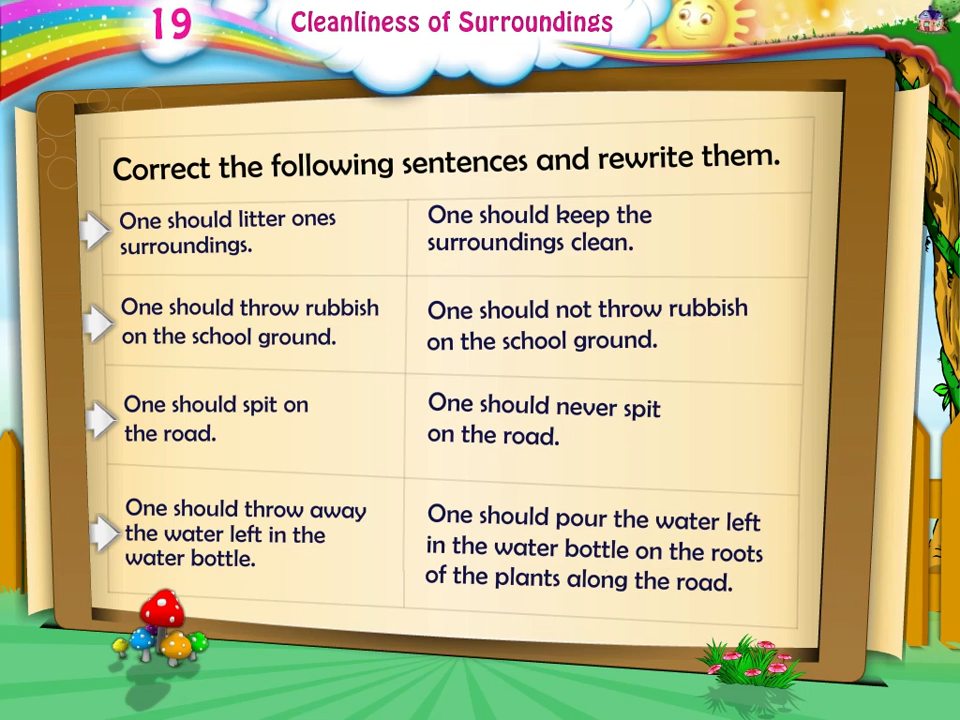 19
Cleanliness of Surroundings
Correct the following sentences and rewrite them.
One should litter ones
surroundings.
One should keep the
surroundings clean.
One should throw rubbish
on the school ground.
One should not throw rubbish
on the school ground.
One should spit on
the road.
One should never spit
on the road.
One should throw away
the water left in the
water bottle.
One should pour the water left
in the water bottle on the roots
of the plants along the road.